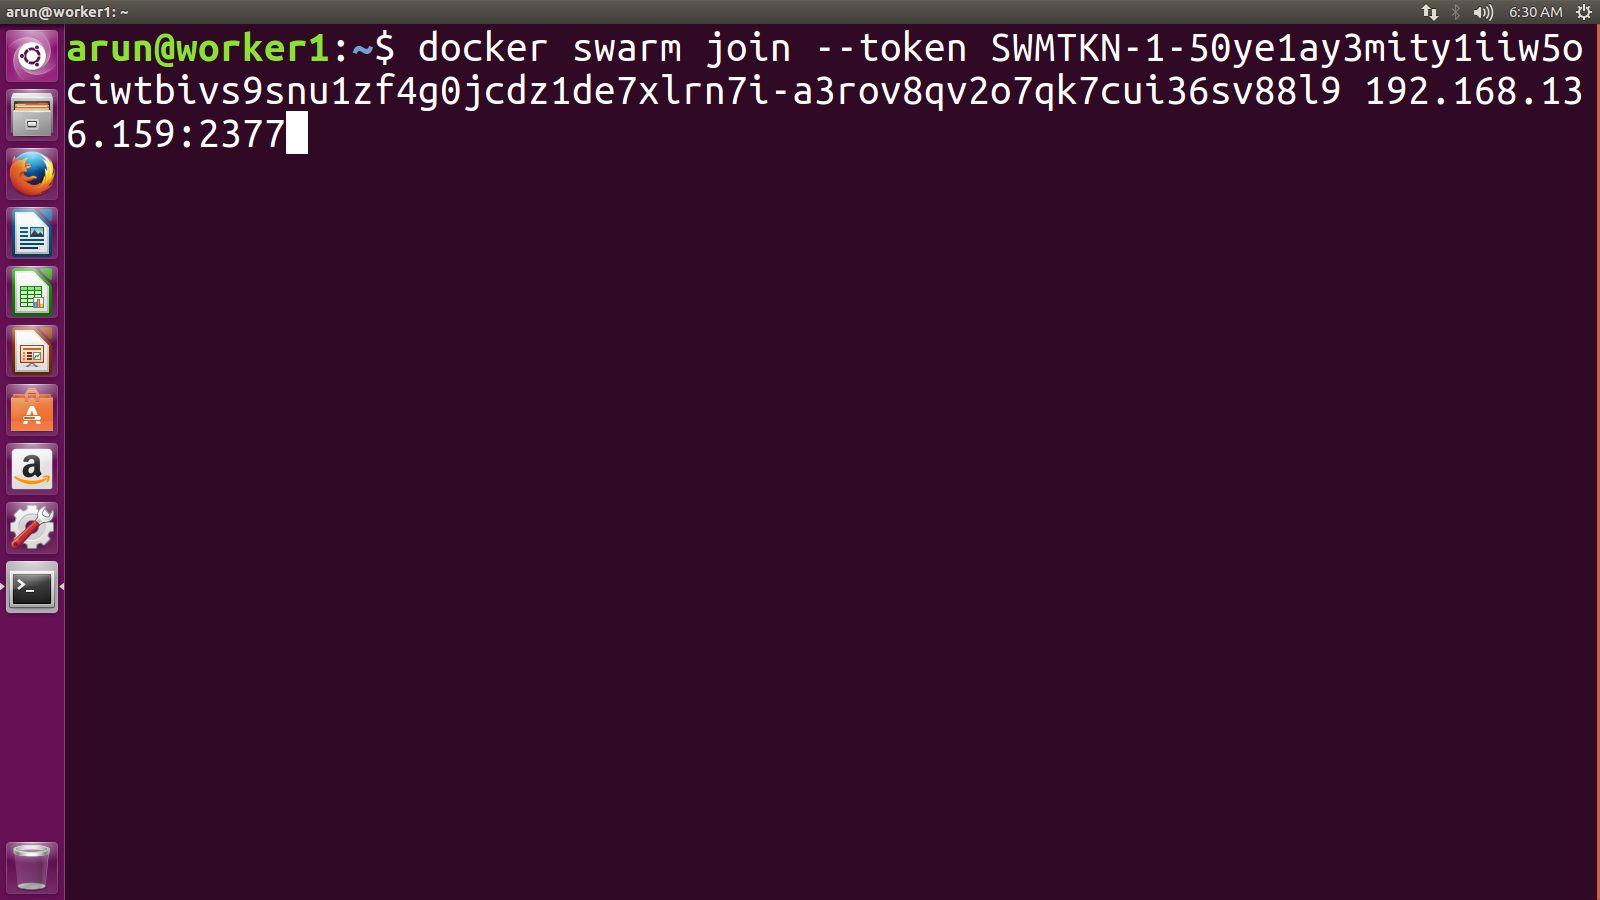 arun@worker1: ~
6:30 AM
arun@worker1:~$ docker swarm join --token SWMTKN-1-50ye1ay3mity1iiw5o
ciwtbivs9snu1zf4g0jcdz1de7xlrn7i-a3rov8qv2o7qk7cui36sv88l9 192.168.13
6.159:2377